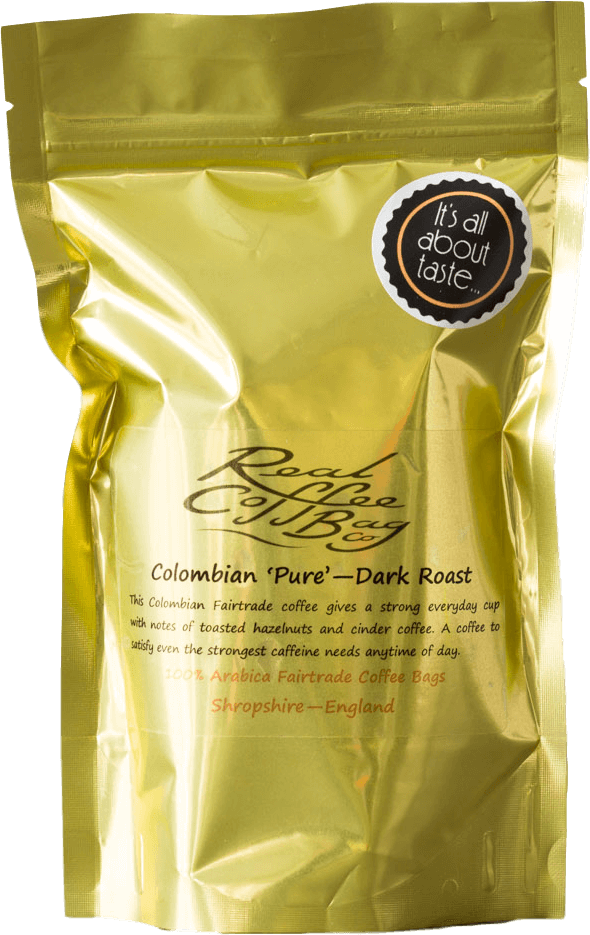 It's all
about
taste...
Real
Coffee
Bag
Co
Colombian ‘Pure’—Dark Roast
This Colombian Fairtrade coffee gives a strong everyday cup
with notes of toasted hazelnuts and cinder coffee. A coffee to
satisfy even the strongest caffeine needs anytime of day.
100% Arabica Fairtrade Coffee Bags
Shropshire—England